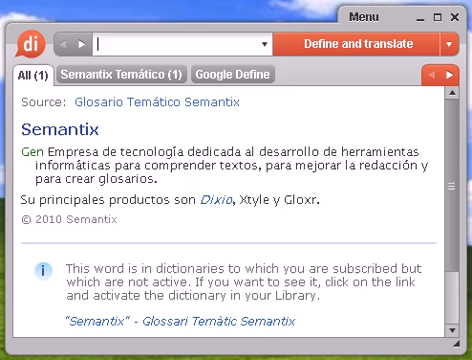 Menu
di
Define and translate
All (1)
Semantix Temático (1)
Google Define
Source: Glosario Temático Semantix
Semantix
Gen Empresa de tecnología dedicada al desarrollo de herramientas
informáticas para comprender textos, para mejorar la redacción y
para crear glosarios.
Su principales productos son Dixio, Xtyle y Gloxr.
© 2010 Semantix
i
This word is in dictionaries to which you are subscribed but
which are not active. If you want to see it, click on the link
and activate the dictionary in your Library.
"Semantix" - Glossari Temàtic Semantix